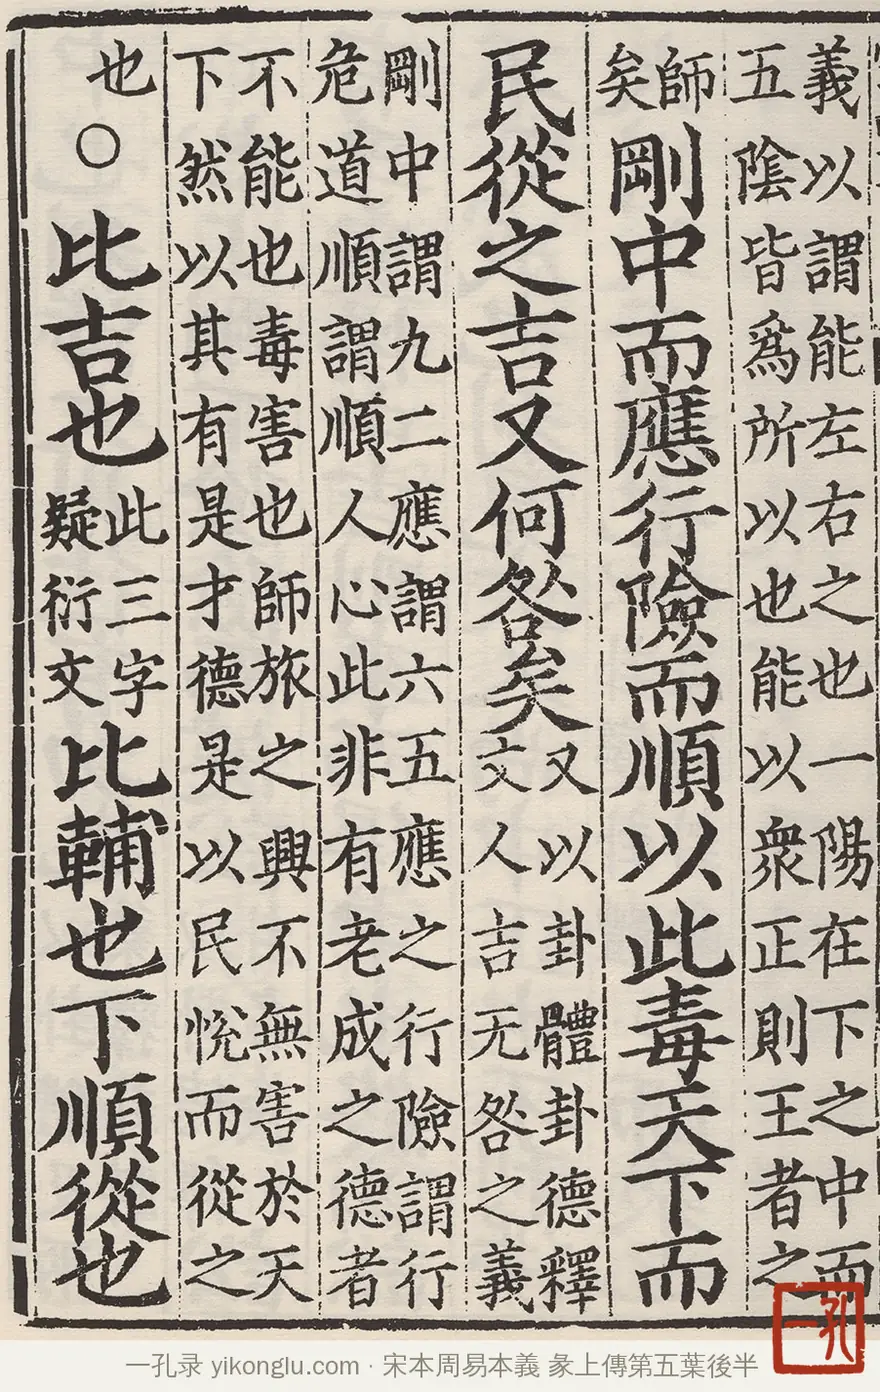 義以謂能左右之也一陽在下之中而
五陰皆爲所以也能以衆正則王者之
師矣剛中而應行險而順以此毒天下而
民從之吉又何咎矣又以卦體卦德釋
丈人吉无咎之義
剛中謂九二應謂六五應之行險謂行
危道順謂順人心此非有老成之德者
不能也毒害也師旅之興不無害於天
下然以其有是才德是以民悅而從之
也○比吉也此三字疑衍文比輔也下順從也
一孔
一孔录 yikonglu.com · 宋本周易本義 彖上傳第五葉後半